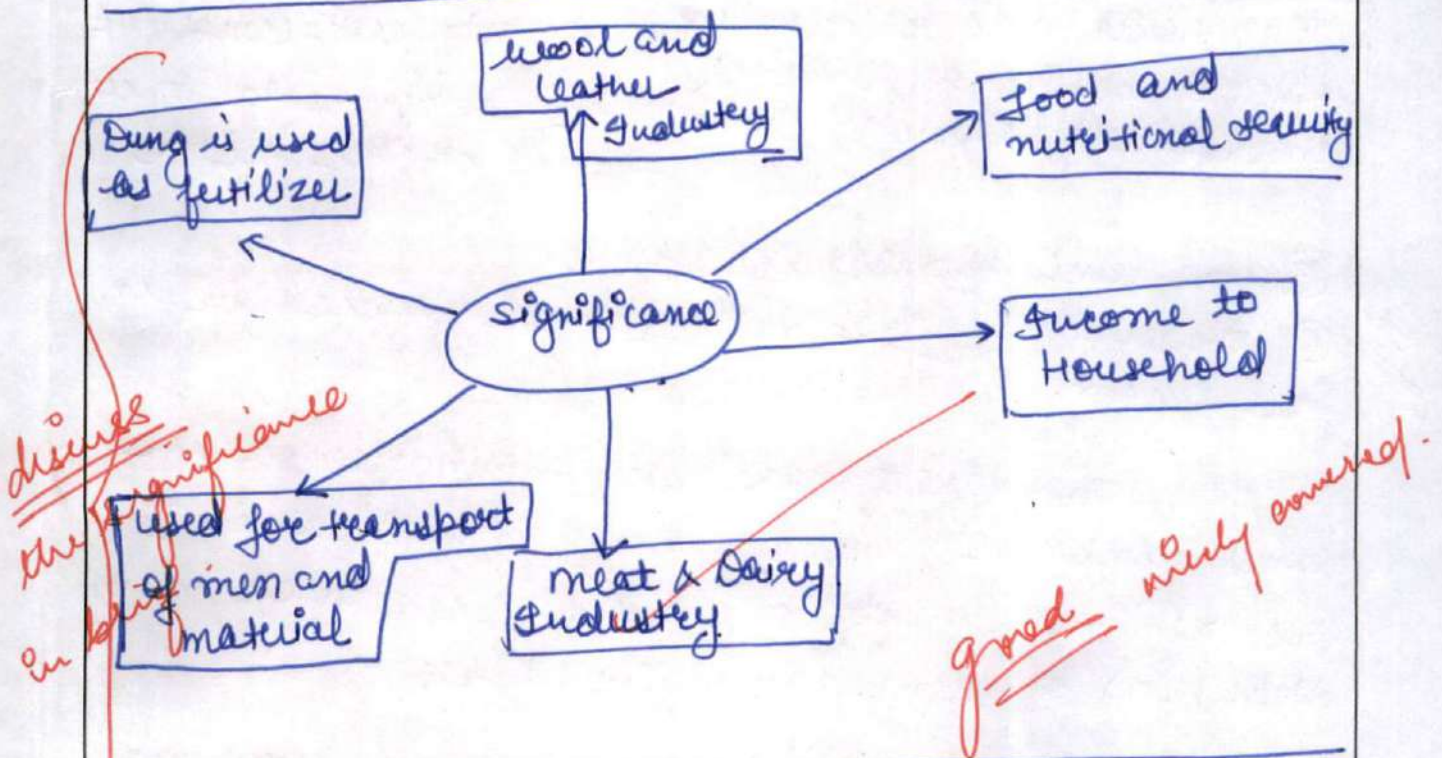 Wool and
leather
Industry
Food and
nutritional security
Dung is used
as fertilizer
significance
Income to
Household
used for transport
of men and
material
meat & Dairy
Industry
discuss
the significance
in brief
good nicely covered.